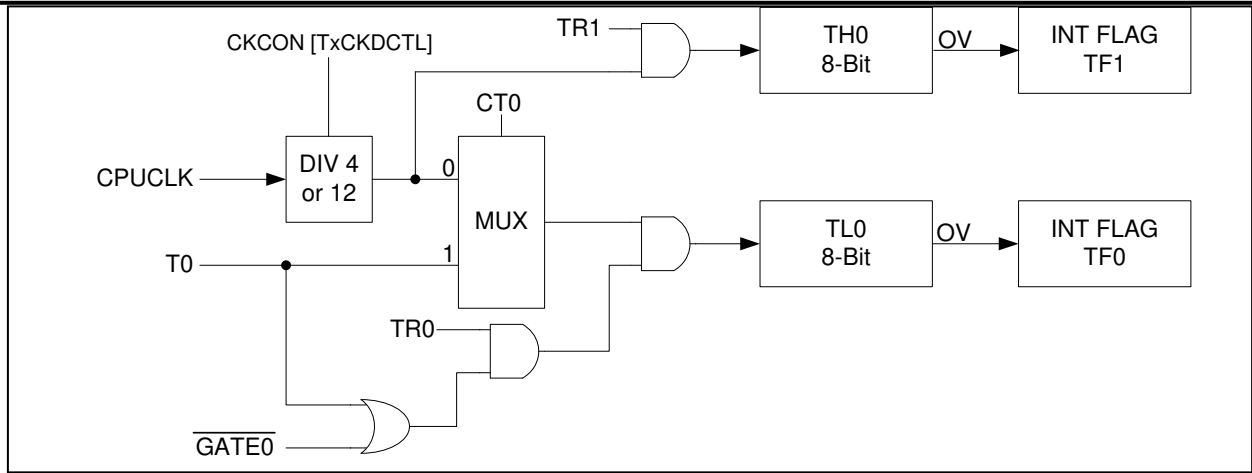 CKCON [TxCKDCTL]
TR1
TH0
8-Bit
OV
INT FLAG
TF1
CT0
CPUCLK
DIV 4
or 12
0
MUX
1
T0
TL0
8-Bit
OV
INT FLAG
TF0
TR0
GATE0